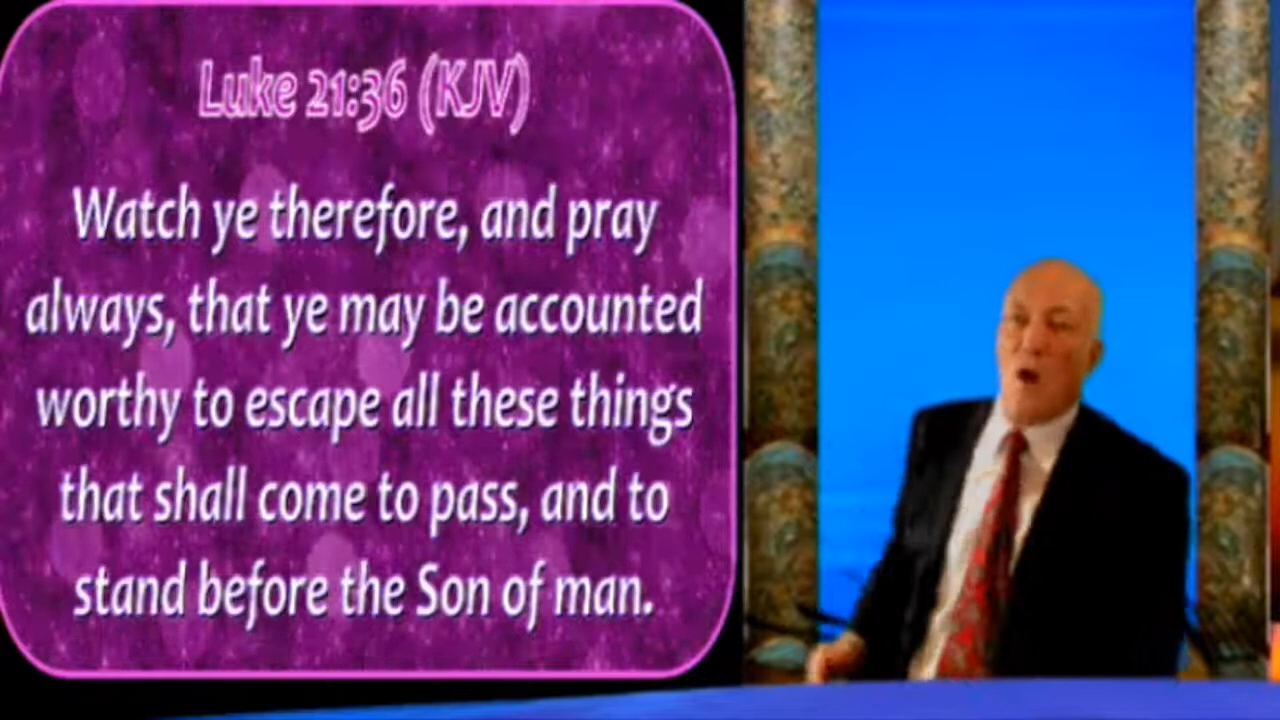 Luke 21:36 (KJV)
Watch ye therefore, and pray
always, that ye may be accounted
worthy to escape all these things
that shall come to pass, and to
stand before the Son of man.